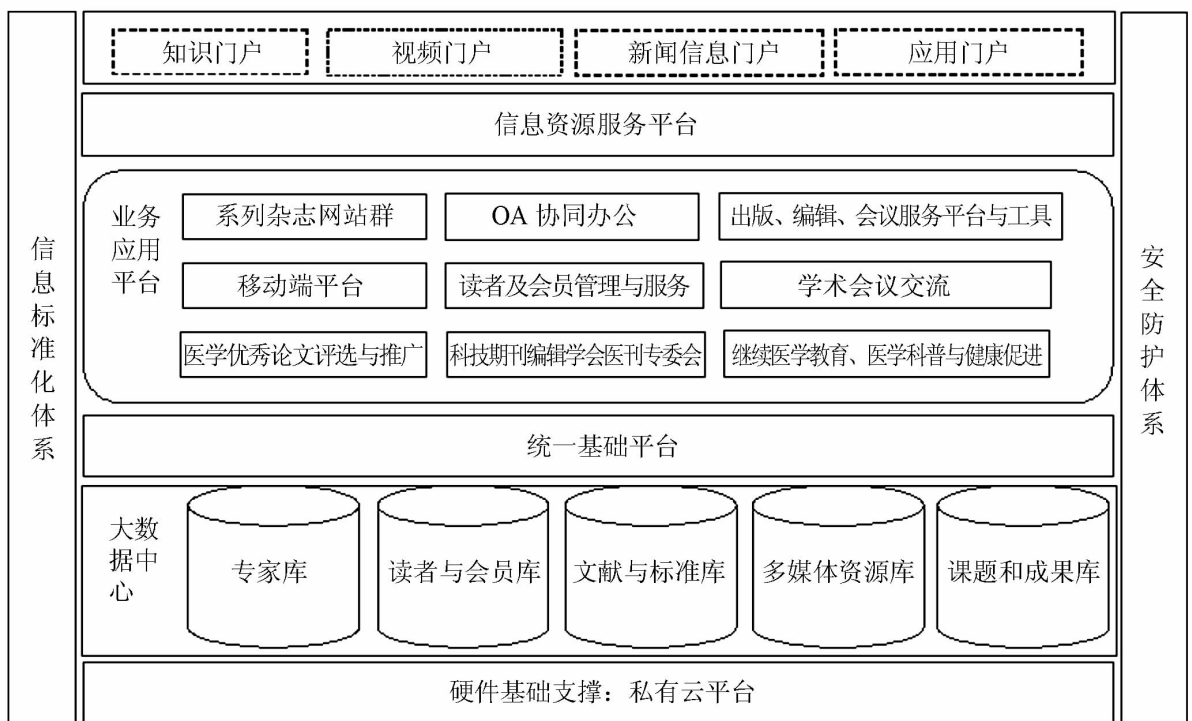 知识门户
视频门户
新闻信息门户
应用门户
信息资源服务平台
业务
应用
平台
系列杂志网站群
OA 协同办公
出版、编辑、会议服务平台与工具
移动端平台
读者及会员管理与服务
学术会议交流
医学优秀论文评选与推广
科技期刊编辑学会医刊专委会
继续医学教育、医学科普与健康促进
统一基础平台
大数
据中
心
专家库
读者与会员库
文献与标准库
多媒体资源库
课题和成果库
硬件基础支撑：私有云平台
信息标准化体系
安全防护体系